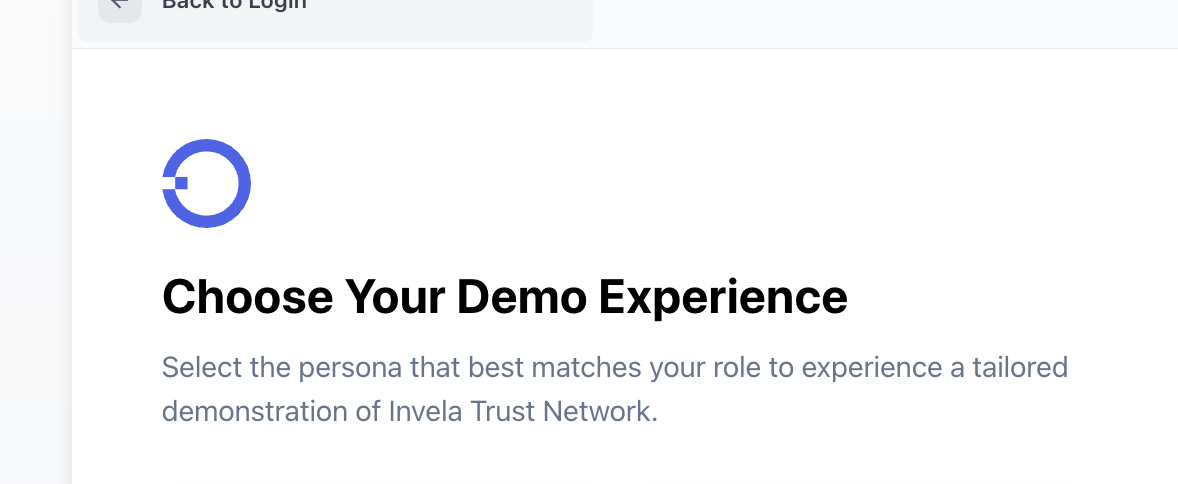 Back to Login
Choose Your Demo Experience
Select the persona that best matches your role to experience a tailored
demonstration of Invela Trust Network.